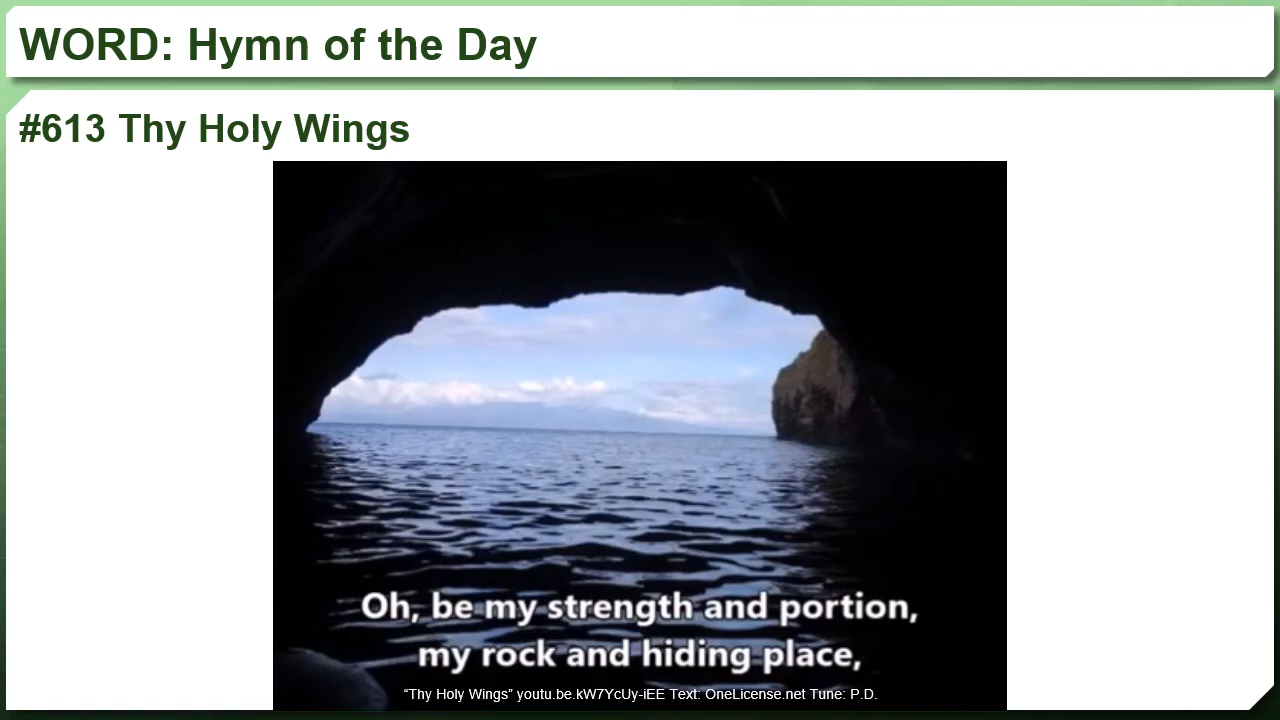 WORD: Hymn of the Day
#613 Thy Holy Wings
Oh, be my strength and portion,
my rock and hiding place,
“Thy Holy Wings” youtu.be.kW7YcUy-iEE Text: OneLicense.net Tune: P.D.